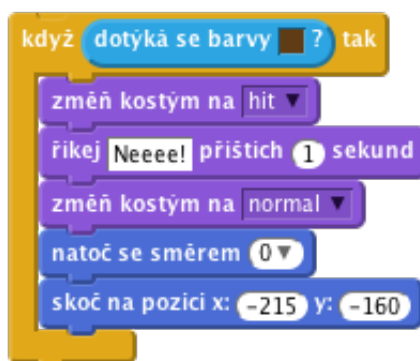 když dotýká se barvy ? tak
změň kostým na hit
říkej Neeee! příštich 1 sekund
změň kostým na normal
natoč se směrem 0
skoč na pozici x: -215 y: -160